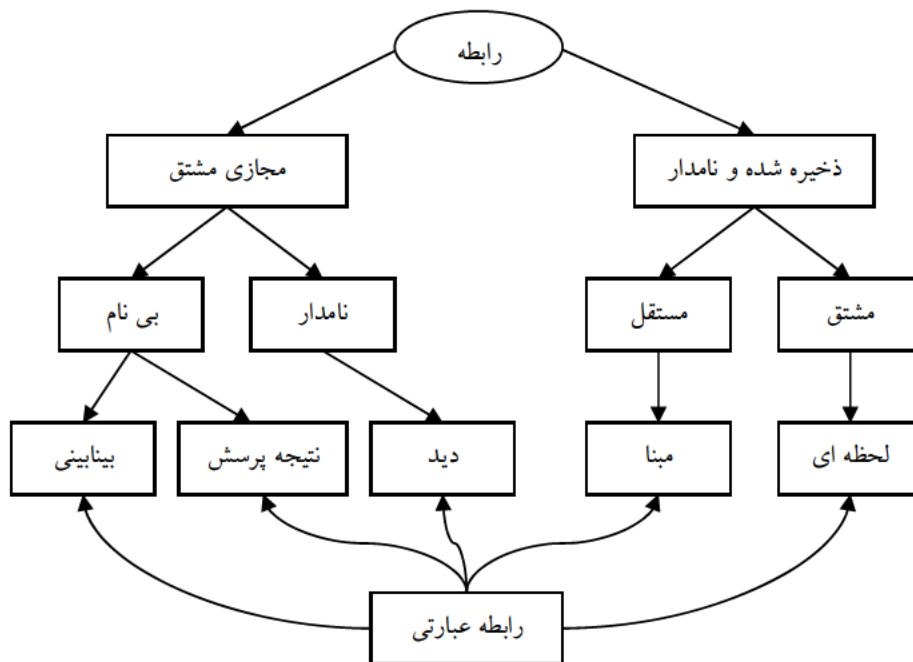 رابطه
ذخیره شده و نامدار
مجازی مشتق
مشتق
مستقل
نامدار
بی نام
لحظه ای
مبنا
دید
نتیجه پرسش
بینابینی
رابطه عبارتی